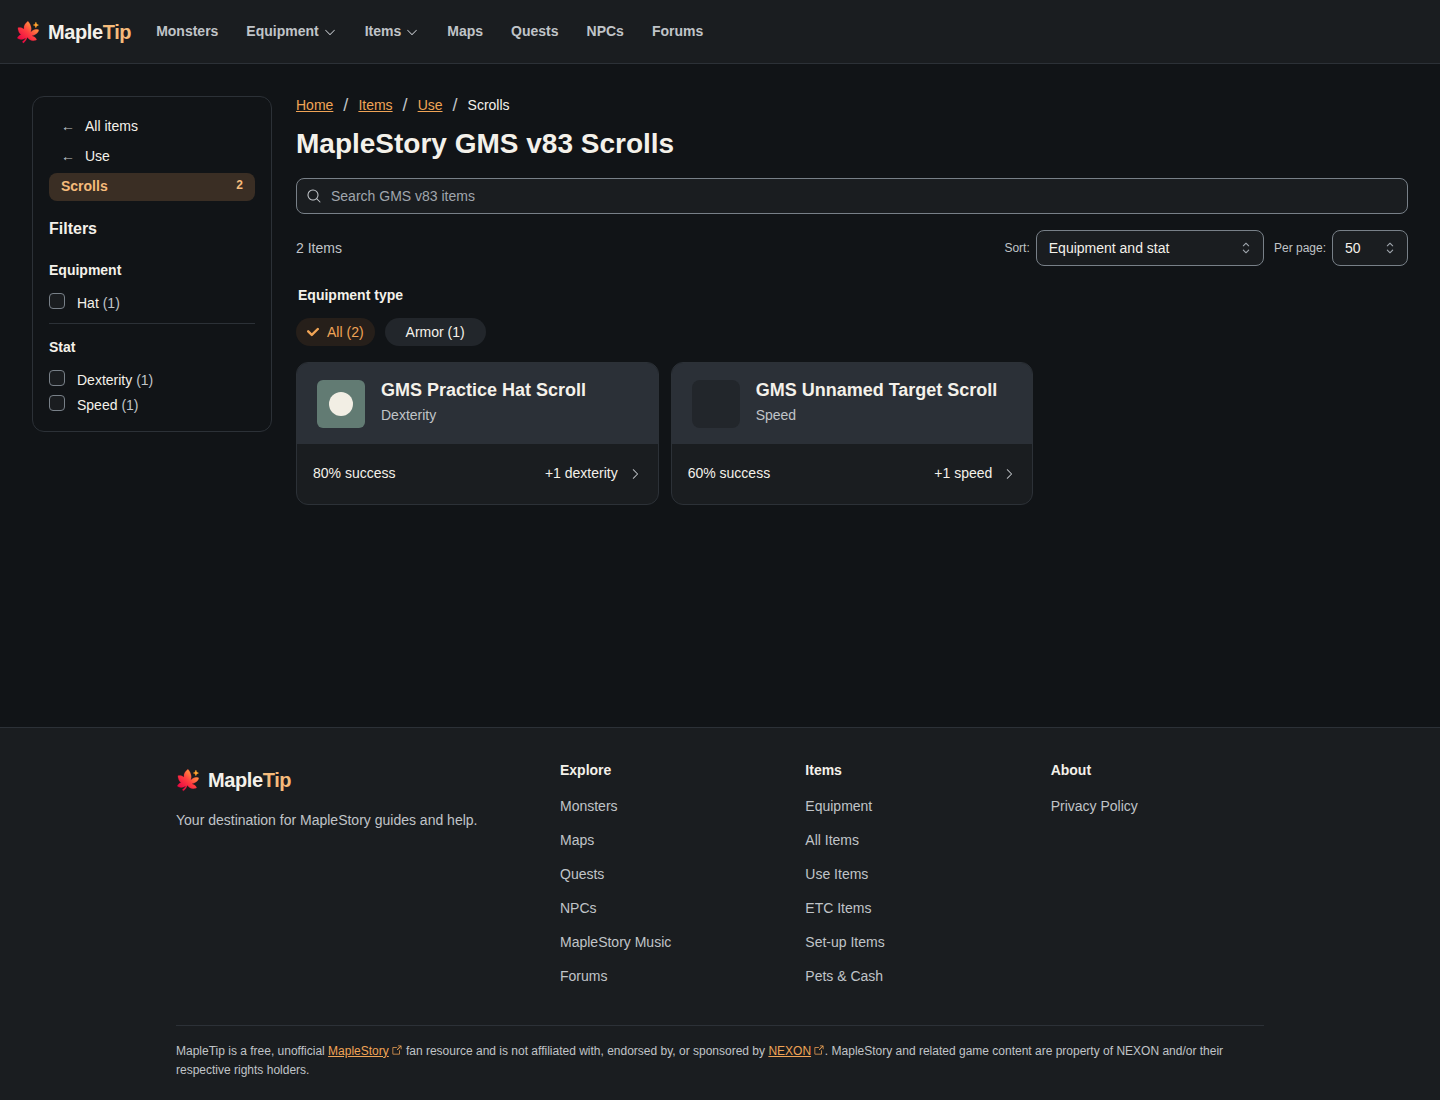 MapleTip
Monsters
Equipment
Items
Maps
Quests
NPCs
Forums
← All items
← Use
Scrolls 2
Filters
Equipment
Hat (1)
Stat
Dexterity (1)
Speed (1)
Home / Items / Use / Scrolls
MapleStory GMS v83 Scrolls
Search GMS v83 items
2 Items
Sort: Equipment and stat
Per page: 50
Equipment type
All (2)
Armor (1)
GMS Practice Hat Scroll
Dexterity
80% success +1 dexterity
GMS Unnamed Target Scroll
Speed
60% success +1 speed
MapleTip
Your destination for MapleStory guides and help.
Explore
Monsters
Maps
Quests
NPCs
MapleStory Music
Forums
Items
Equipment
All Items
Use Items
ETC Items
Set-up Items
Pets & Cash
About
Privacy Policy
MapleTip is a free, unofficial MapleStory fan resource and is not affiliated with, endorsed by, or sponsored by NEXON. MapleStory and related game content are property of NEXON and/or their
respective rights holders.